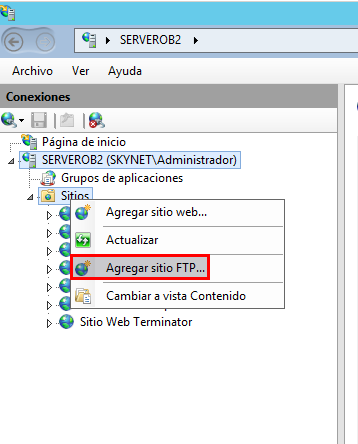 SERVEROB2
Archivo Ver Ayuda
Conexiones
Página de inicio
SERVEROB2 (SKYNET\Administrador)
Grupos de aplicaciones
Sitios
Agregar sitio web...
Actualizar
Agregar sitio FTP...
Cambiar a vista Contenido
Sitio Web Terminator